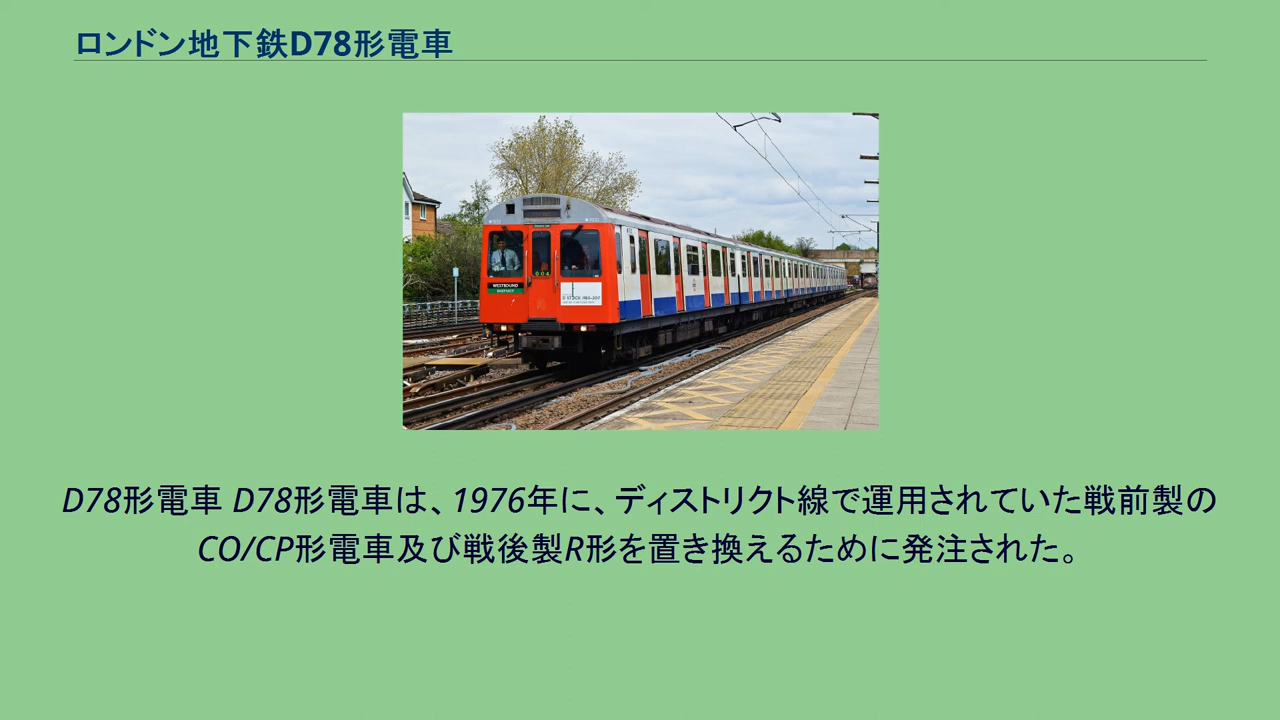 ロンドン地下鉄D78形電車
004
WESTBOUND
DISTRICT
D78形電車 D78形電車は、1976年に、ディストリクト線で運用されていた戦前製の
CO/CP形電車及び戦後製R形を置き換えるために発注された。